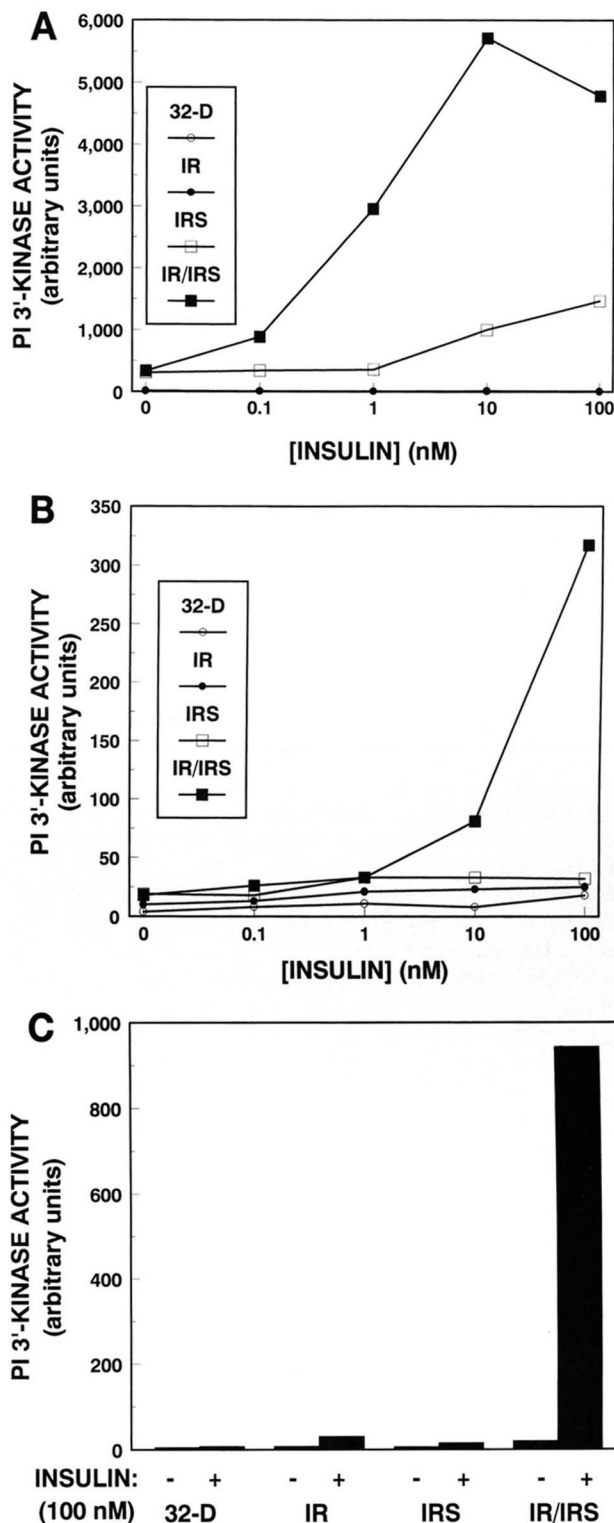 A
PI 3'-KINASE ACTIVITY
(arbitrary units)
6,000
5,000
4,000
3,000
2,000
1,000
0
32-D
IR
IRS
IR/IRS
0 0.1 1 10 100
[INSULIN] (nM)
B
PI 3'-KINASE ACTIVITY
(arbitrary units)
350
300
250
200
150
100
50
25
0
32-D
IR
IRS
IR/IRS
0 0.1 1 10 100
[INSULIN] (nM)
C
PI 3'-KINASE ACTIVITY
(arbitrary units)
1,000
800
600
400
200
0
INSULIN: - + - + - + - +
(100 nM) 32-D IR IRS IR/IRS